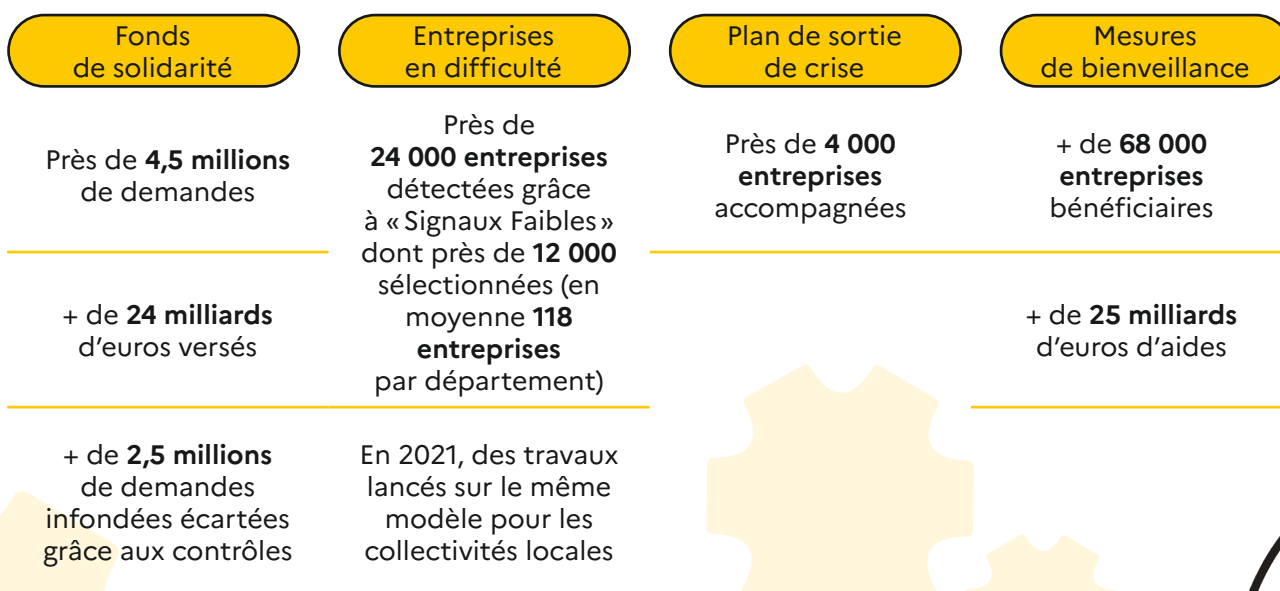 Fonds
de solidarité
Près de 4,5 millions
de demandes
+ de 24 milliards
d'euros versés
+ de 2,5 millions
de demandes
infondées écartées
grâce aux contrôles
Entreprises
en difficulté
Près de
24 000 entreprises
détectées grâce
à « Signaux Faibles »
dont près de 12 000
sélectionnées (en
moyenne 118
entreprises
par département)
En 2021, des travaux
lancés sur le même
modèle pour les
collectivités locales
Plan de sortie
de crise
Près de 4 000
entreprises
accompagnées
Mesures
de bienveillance
+ de 68 000
entreprises
bénéficiaires
+ de 25 milliards
d'euros d'aides